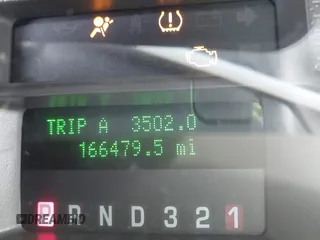 TRIP A 3502.0
166479.5 mi
P R N D 3 2 1
DREAMBID